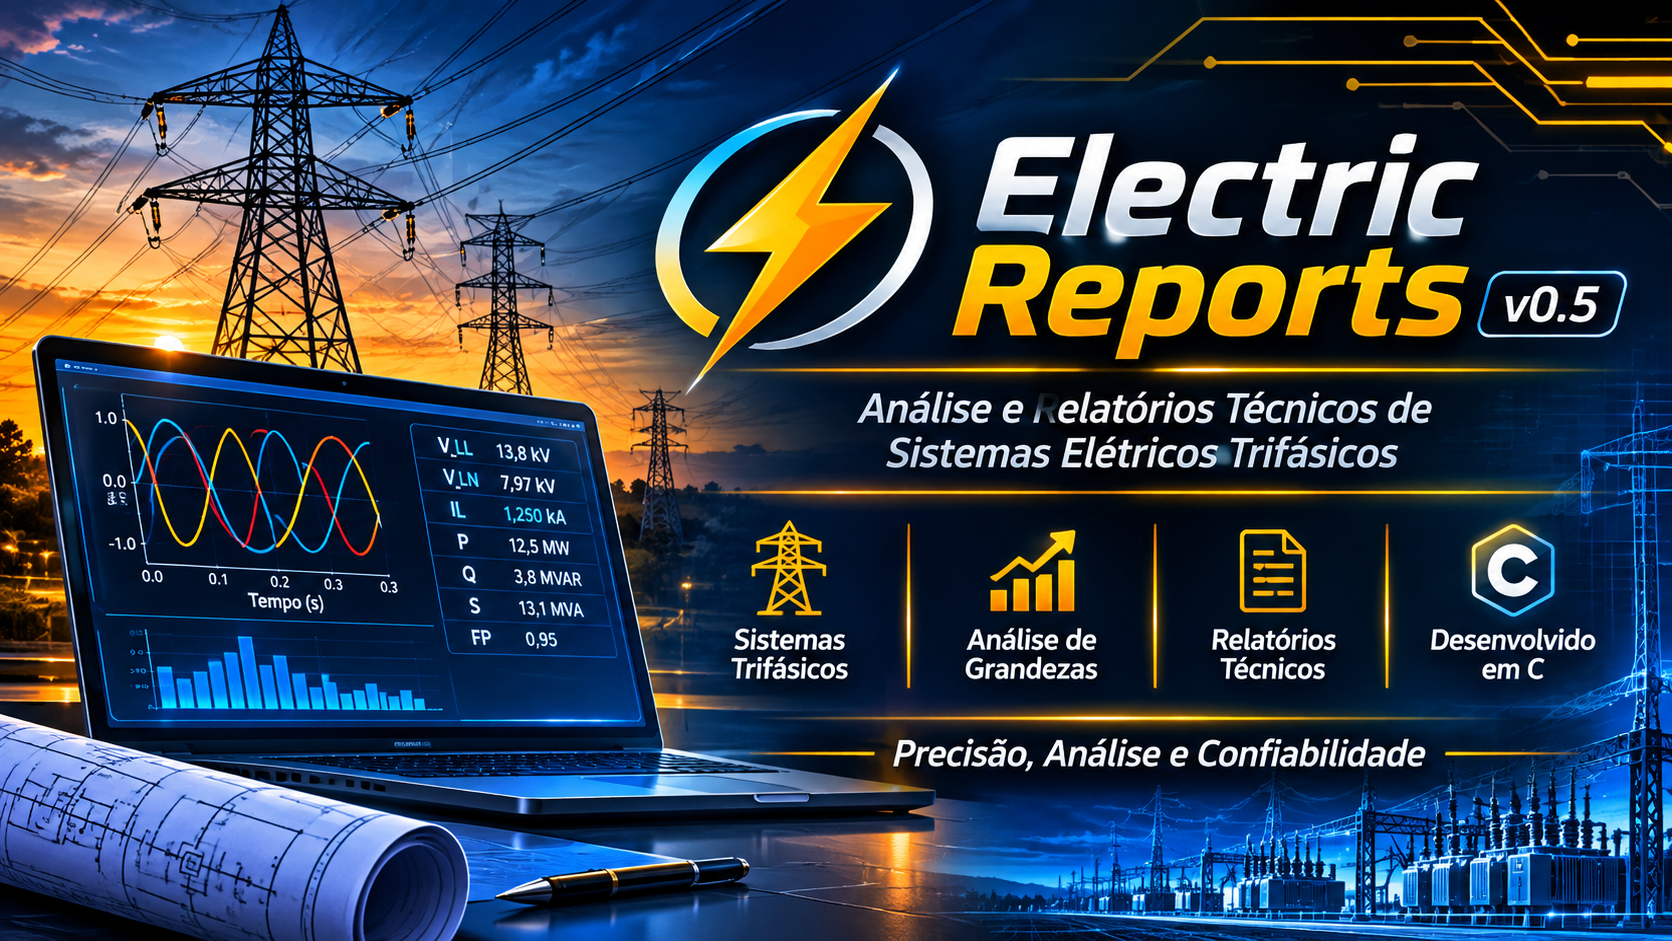 Electric
Reports
v0.5
Análise e Relatórios Técnicos de
Sistemas Elétricos Trifásicos
Sistemas
Trifásicos
Análise de
Grandezas
Relatórios
Técnicos
Desenvolvido
em C
C
Precisão, Análise e Confiabilidade
1.0
0.0
-1.0
0.0 0.1 0.2 0.3 0.3
Tempo (s)
V_LL 13,8 kV
V_LN 7,97 kV
IL 1,250 kA
P 12,5 MW
Q 3,8 MVAR
S 13,1 MVA
FP 0,95